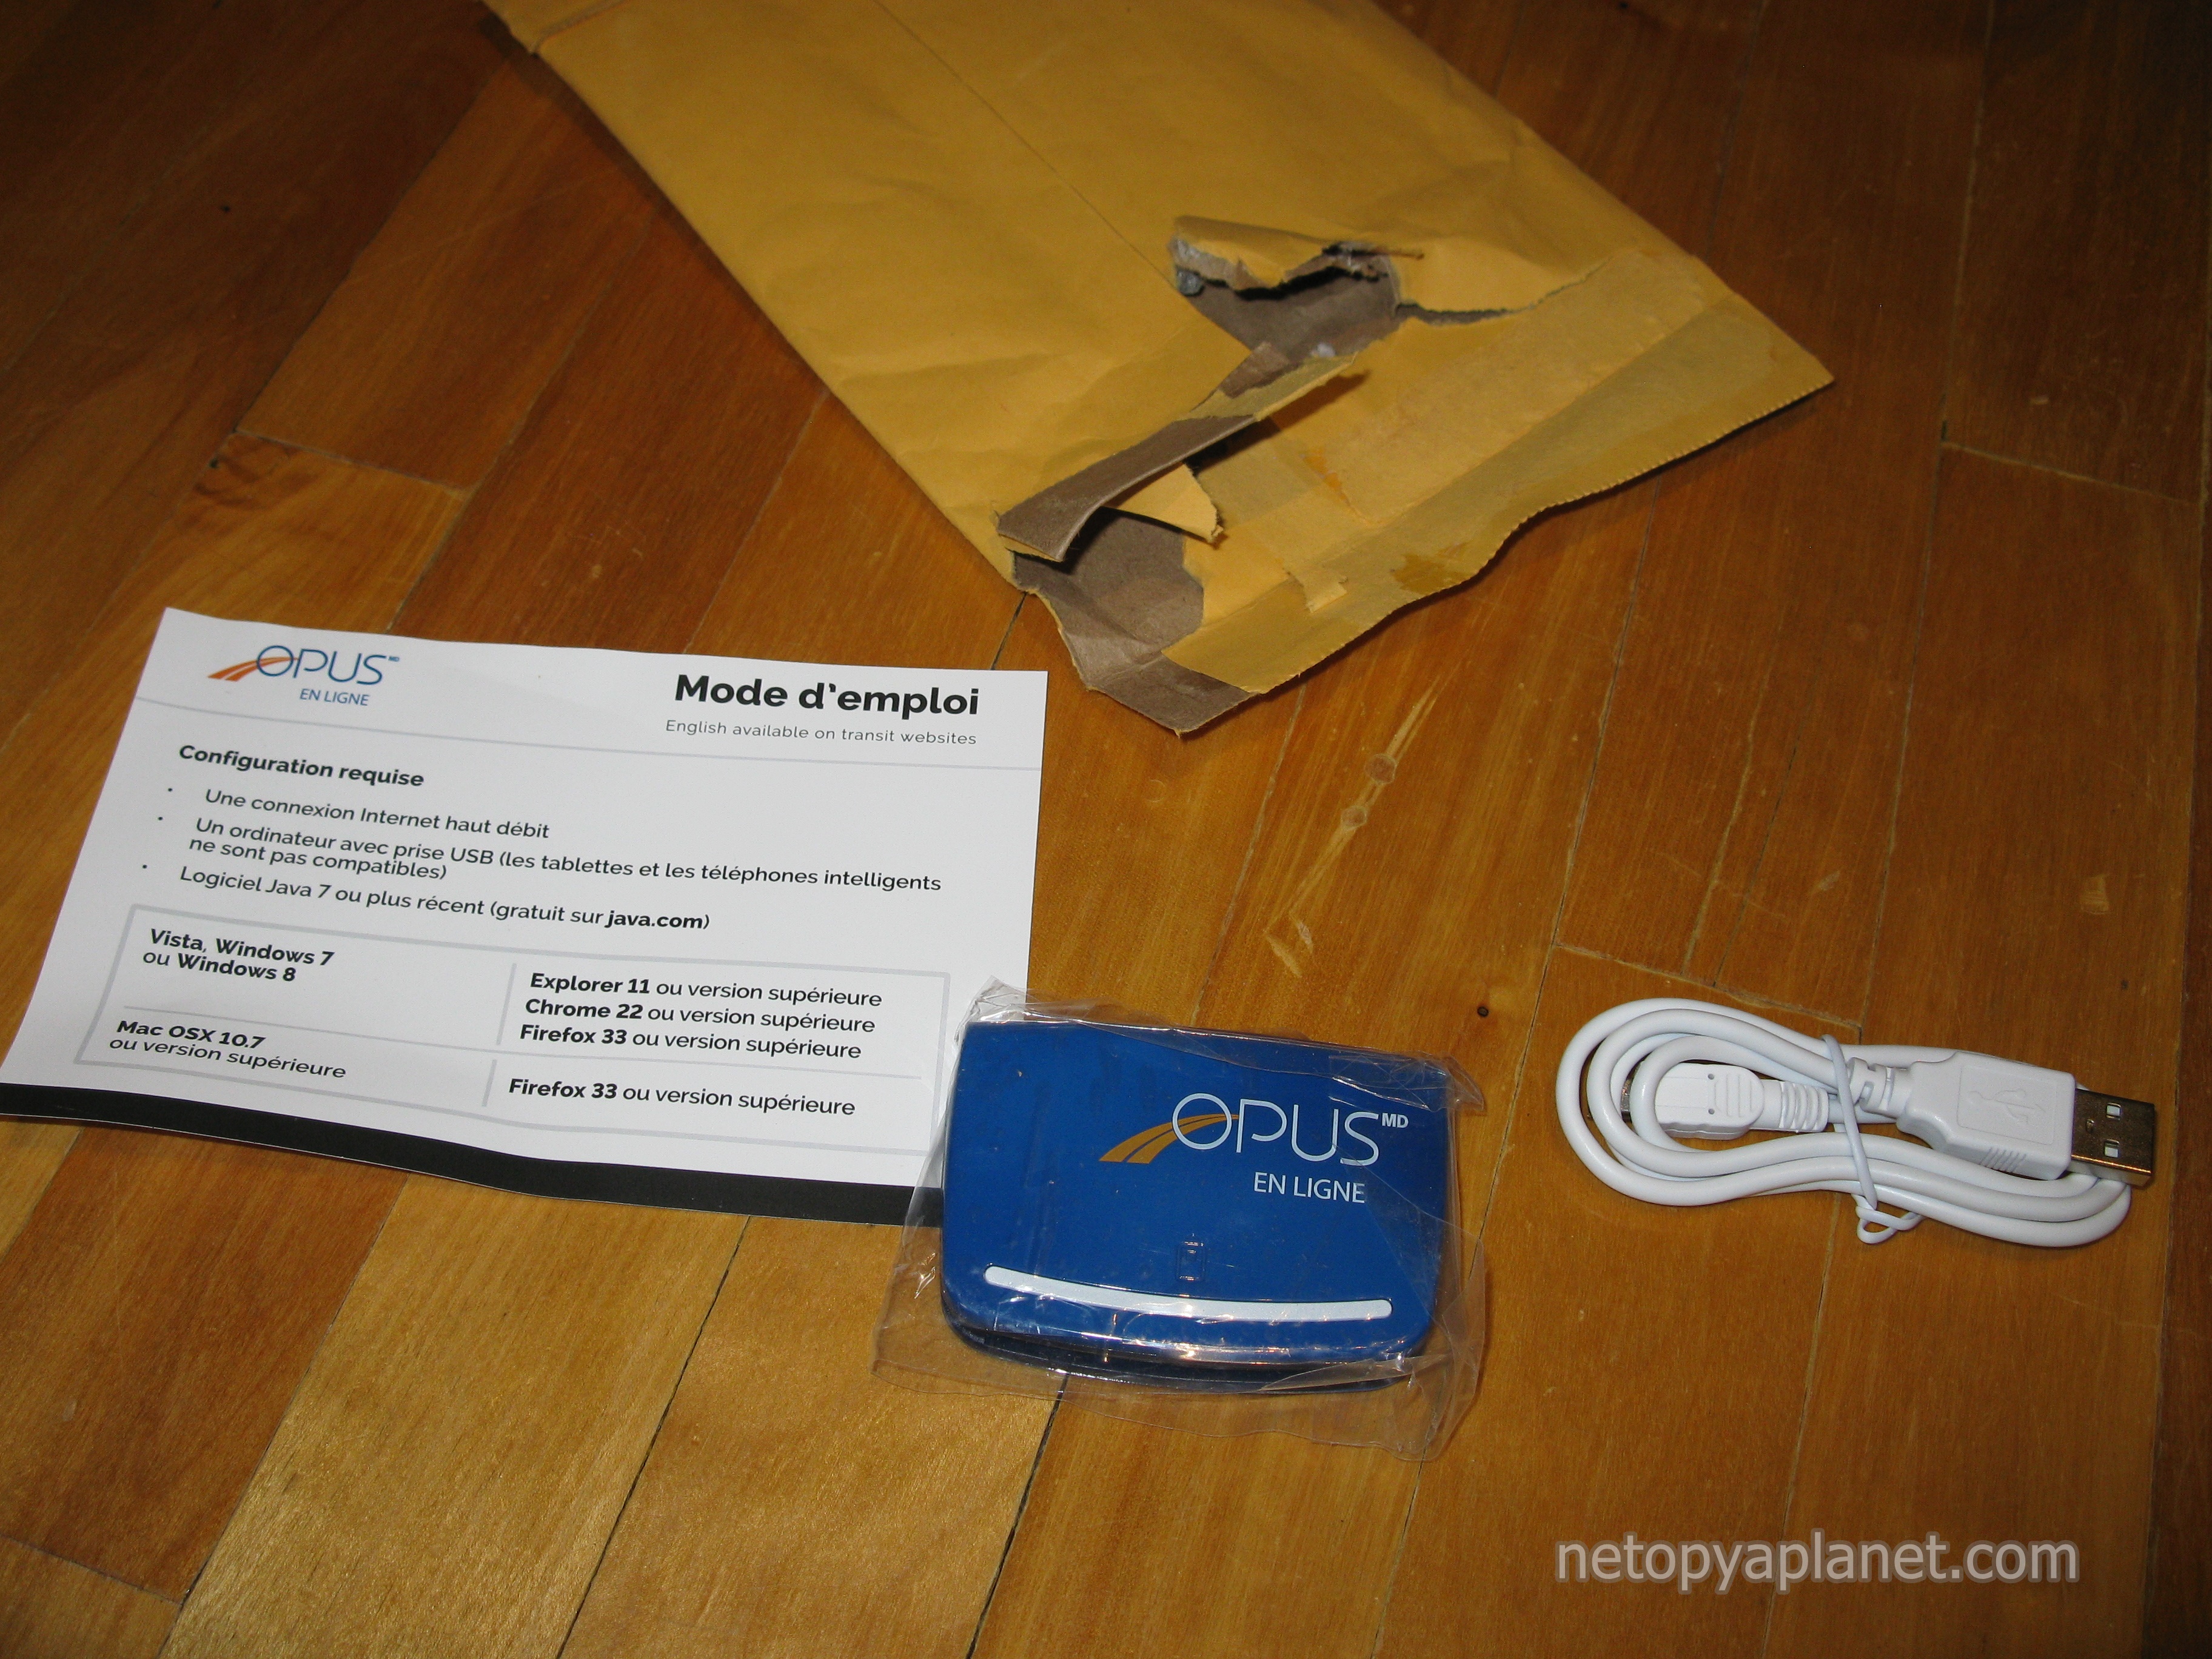 OPUS MD
EN LIGNE
Mode d'emploi
English available on transit websites
Configuration requise
• Une connexion Internet haut débit
• Un ordinateur avec prise USB (les tablettes et les téléphones intelligents
ne sont pas compatibles)
• Logiciel Java 7 ou plus récent (gratuit sur java.com)
Vista, Windows 7
ou Windows 8
Explorer 11 ou version supérieure
Chrome 22 ou version supérieure
Firefox 33 ou version supérieure
Mac OSX 10.7
ou version supérieure
Firefox 33 ou version supérieure
OPUS MD
EN LIGNE
netopyaplanet.com